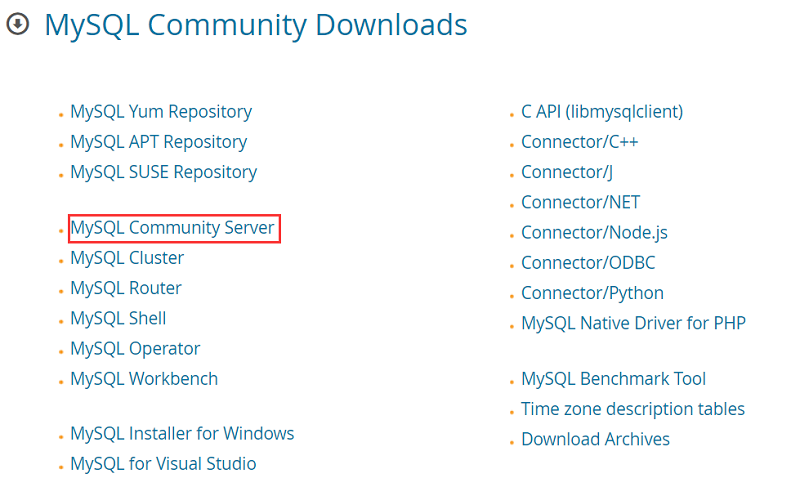 MySQL Community Downloads
MySQL Yum Repository
MySQL APT Repository
MySQL SUSE Repository
MySQL Community Server
MySQL Cluster
MySQL Router
MySQL Shell
MySQL Operator
MySQL Workbench
MySQL Installer for Windows
MySQL for Visual Studio
C API (libmysqlclient)
Connector/C++
Connector/J
Connector/NET
Connector/Node.js
Connector/ODBC
Connector/Python
MySQL Native Driver for PHP
MySQL Benchmark Tool
Time zone description tables
Download Archives